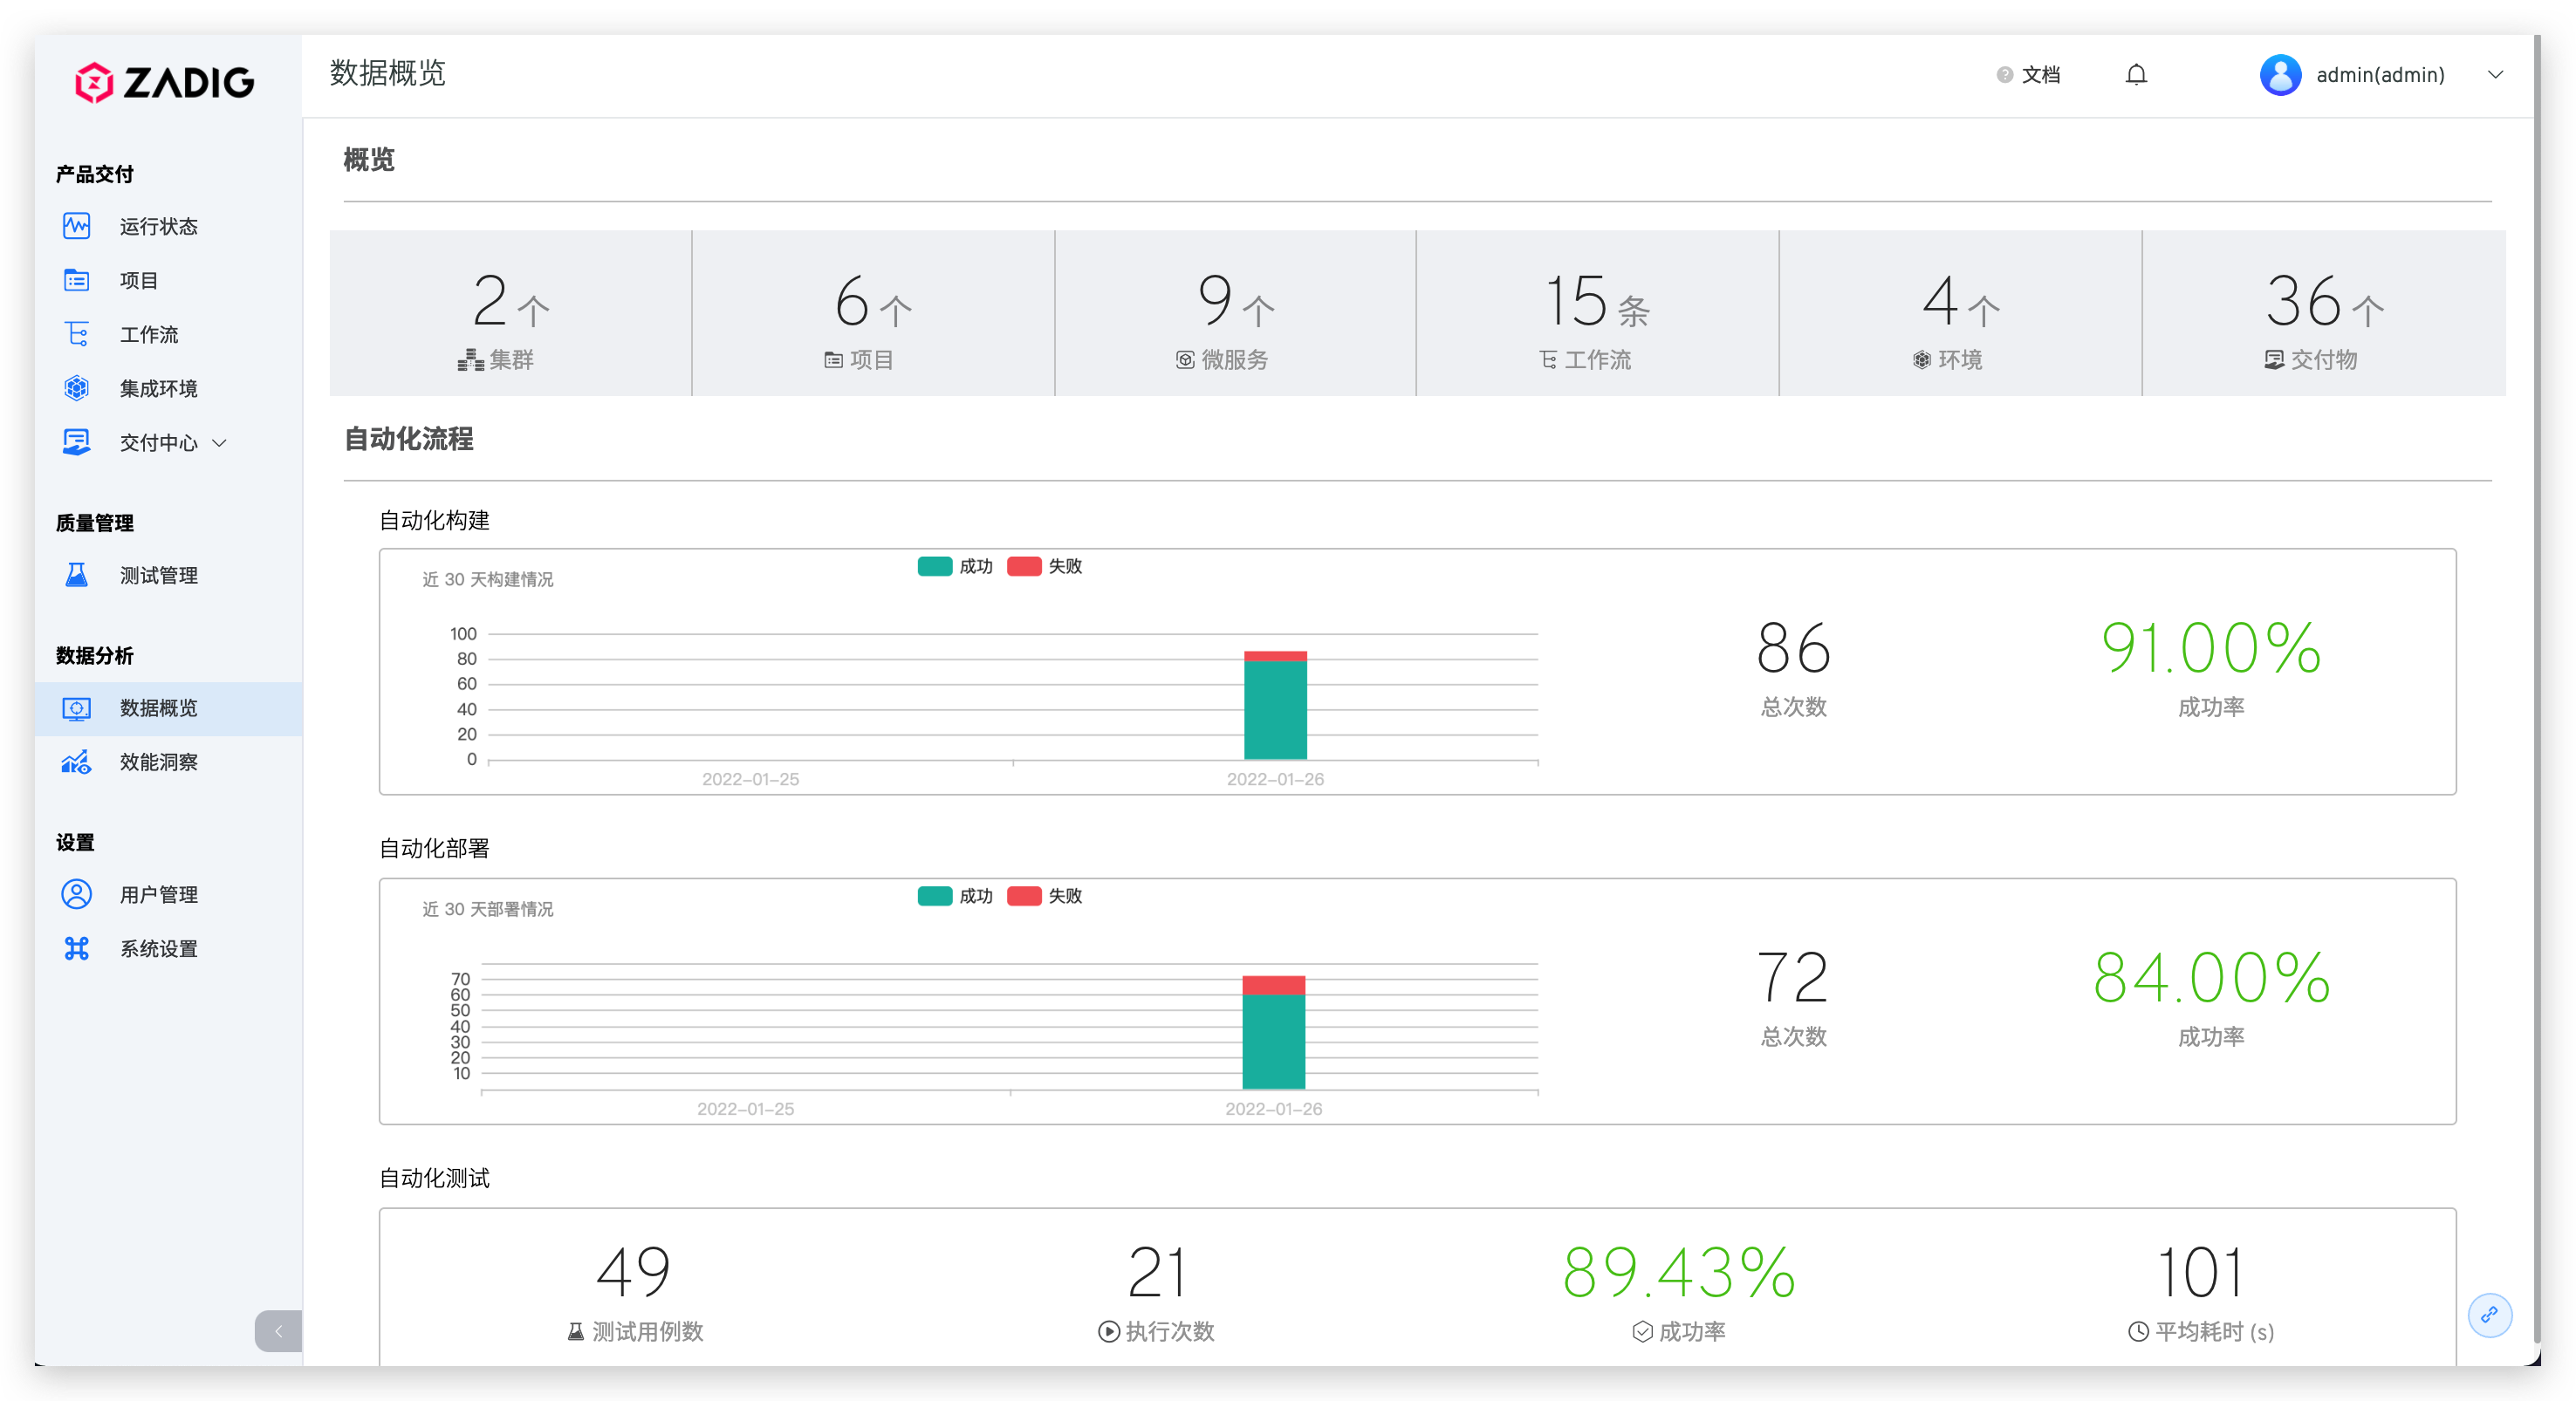 ZADIG
产品交付
运行状态
项目
工作流
集成环境
交付中心
质量管理
测试管理
数据分析
数据概览
效能洞察
设置
用户管理
系统设置
数据概览
? 文档
admin(admin)
概览
2 个
集群
6 个
项目
9 个
微服务
15 条
工作流
4 个
环境
36 个
交付物
自动化流程
自动化构建
近 30 天构建情况
成功 失败
100
80
60
40
20
0
2022-01-25
2022-01-26
86
总次数
91.00%
成功率
自动化部署
近 30 天部署情况
成功 失败
70
60
50
40
30
20
10
2022-01-25
2022-01-26
72
总次数
84.00%
成功率
自动化测试
49
测试用例数
21
执行次数
89.43%
成功率
101
平均耗时 (s)